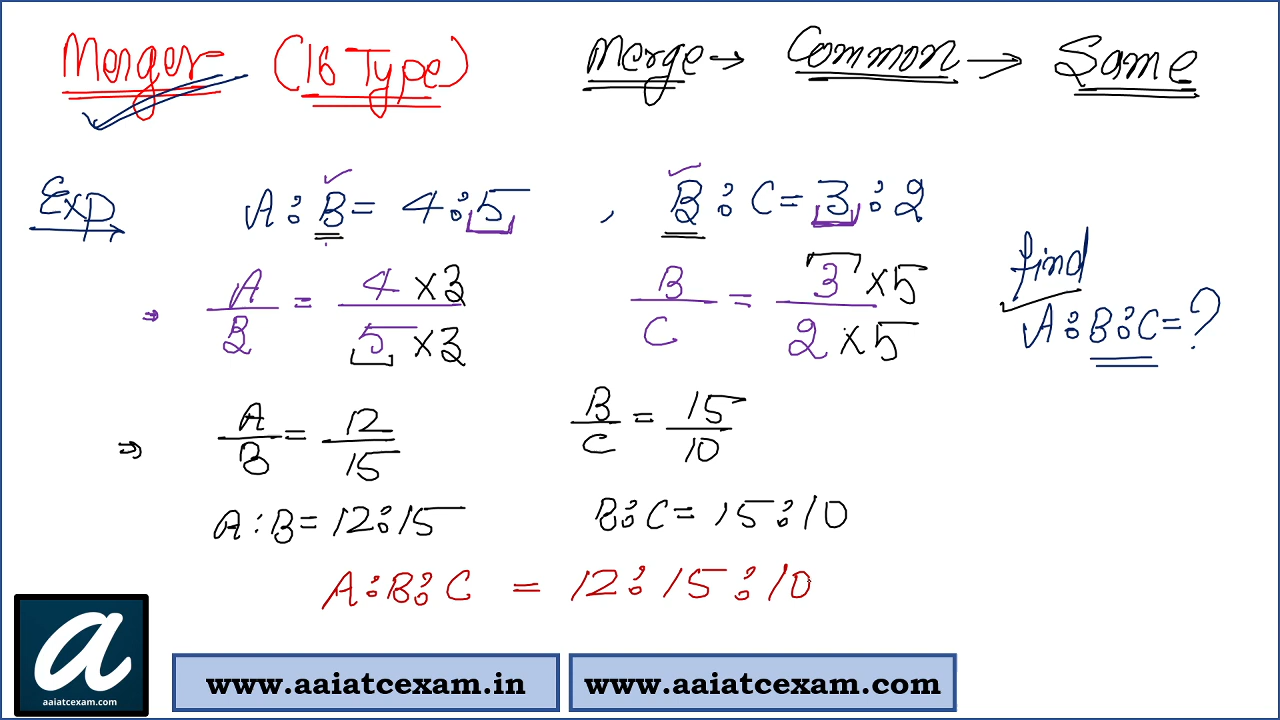 Merger (16 Type) Merge → Common → Same
Exp A:B = 4:5 , B:C = 3:2
find
A:B:C = ?
⇒ A/B = 4×3/5×3 B/C = 3×5/2×5
⇒ A/B = 12/15 B/C = 15/10
A:B = 12:15 B:C = 15:10
A:B:C = 12:15:10
a
aaiatcexam.com
www.aaiatcexam.in www.aaiatcexam.com